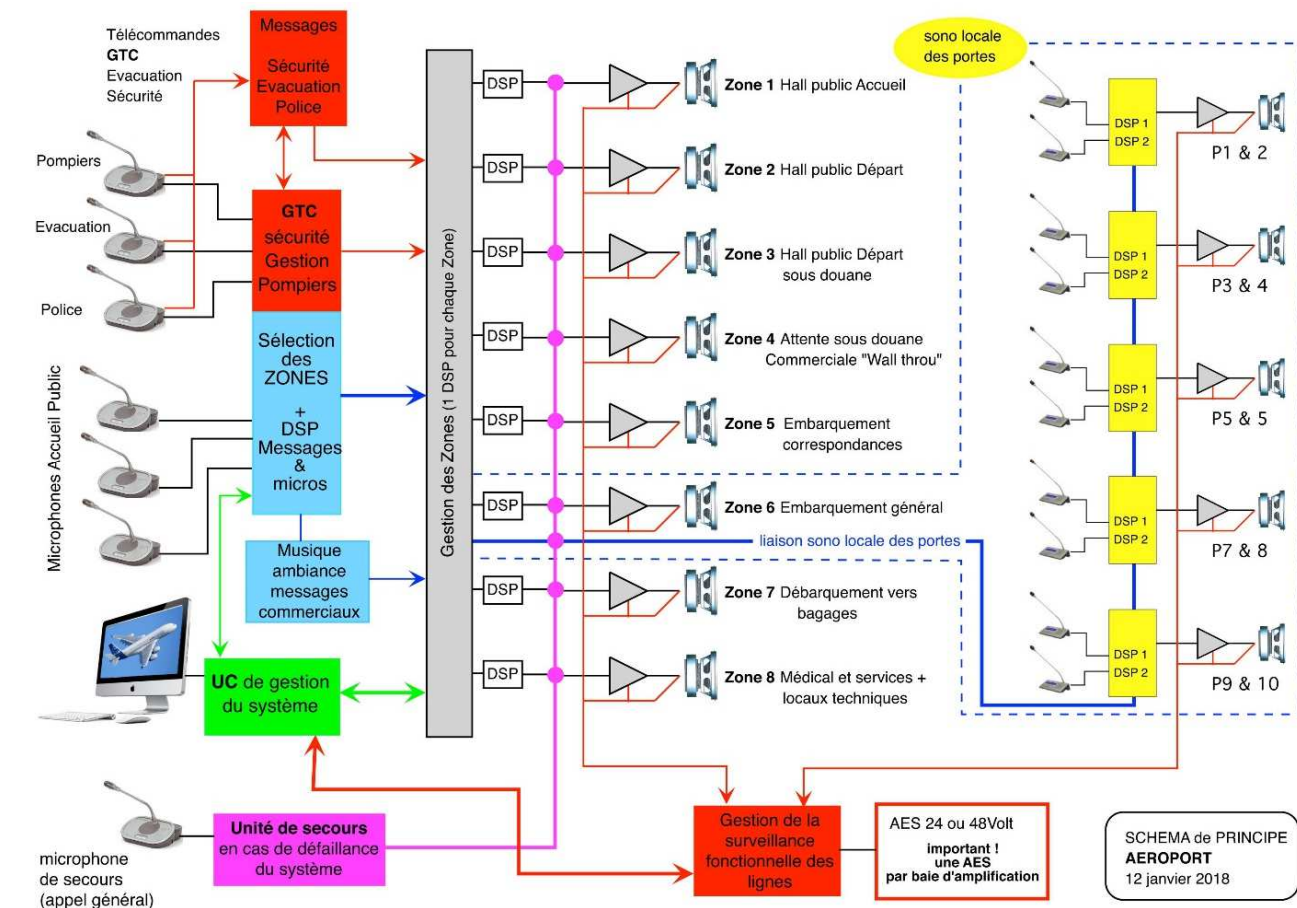 Télécommandes
GTC
Evacuation
Sécurité
Pompiers
Evacuation
Police
Microphones Accueil Public
Messages
Sécurité
Evacuation
Police
GTC
sécurité
Gestion
Pompiers
Sélection
des
ZONES
+
DSP
Messages
&
micros
Musique
ambiance
messages
commerciaux
UC de gestion
du système
Unité de secours
en cas de défaillance
du système
microphone
de secours
(appel général)
Gestion des Zones (1 DSP pour chaque Zone)
DSP
Zone 1 Hall public Accueil
DSP
Zone 2 Hall public Départ
DSP
Zone 3 Hall public Départ
sous douane
DSP
Zone 4 Attente sous douane
Commerciale "Wall throu"
DSP
Zone 5 Embarquement
correspondances
DSP
Zone 6 Embarquement général
liaison sono locale des portes
DSP
Zone 7 Débarquement vers
bagages
DSP
Zone 8 Médical et services +
locaux techniques
sono locale
des portes
DSP 1
DSP 2
P1 & 2
DSP 1
DSP 2
P3 & 4
DSP 1
DSP 2
P5 & 5
DSP 1
DSP 2
P7 & 8
DSP 1
DSP 2
P9 & 10
Gestion de la
surveillance
fonctionnelle des
lignes
AES 24 ou 48Volt
important !
une AES
par baie d'amplification
SCHEMA de PRINCIPE
AEROPORT
12 janvier 2018